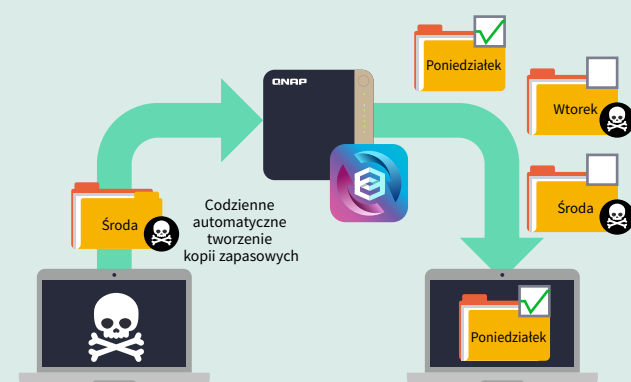 QNAP
Poniedziałek
Wtorek
Środa
Środa
Codzienne
automatyczne
tworzenie
kopii zapasowych
Poniedziałek